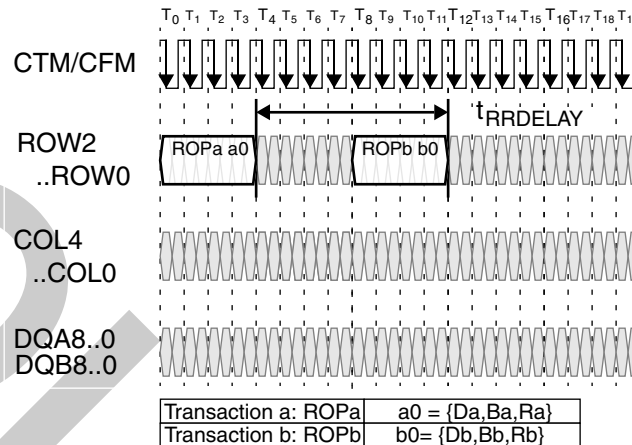 T0 T1 T2 T3 T4 T5 T6 T7 T8 T9 T10 T11 T12 T13 T14 T15 T16 T17 T18 T1
CTM/CFM
tRRDELAY
ROW2
..ROW0
ROPa a0
ROPb b0
COL4
..COL0
DQA8..0
DQB8..0
Transaction a: ROPa a0 = {Da,Ba,Ra}
Transaction b: ROPb b0= {Db,Bb,Rb}